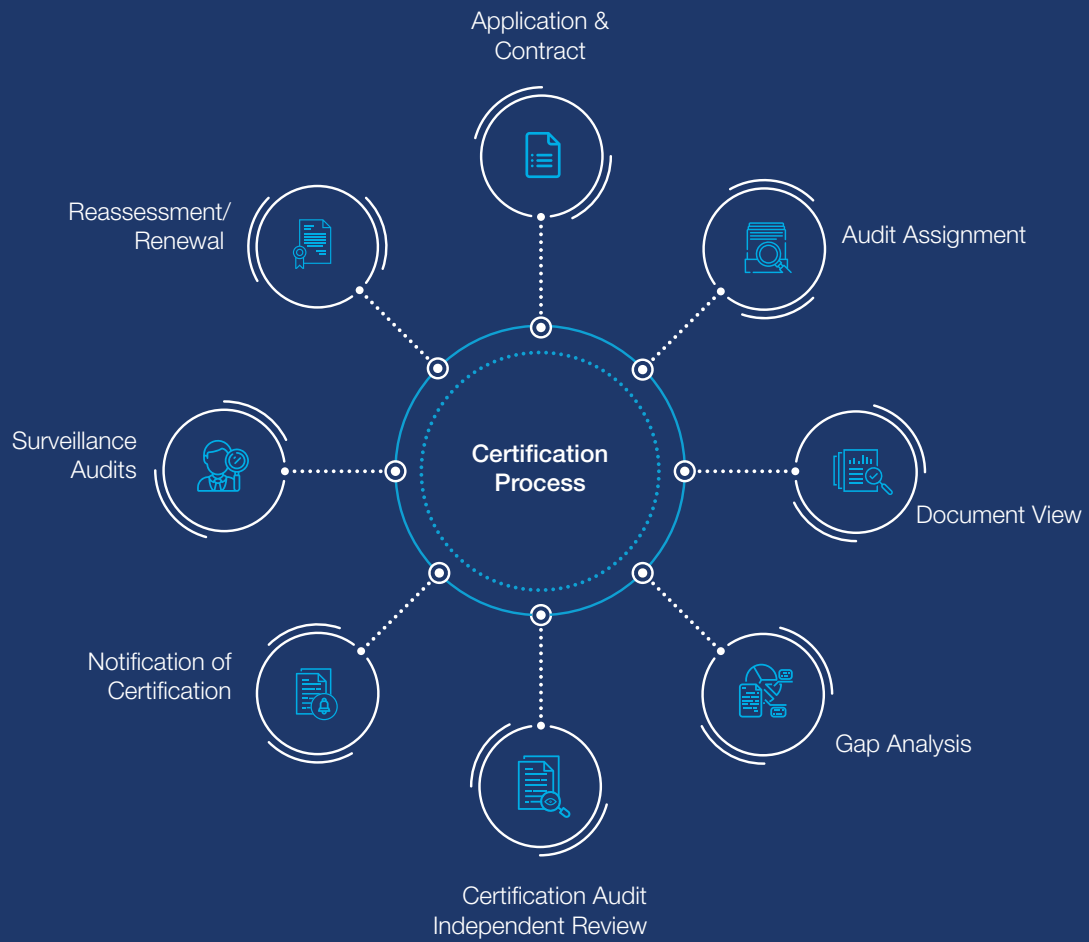 Application &
Contract
Audit Assignment
Document View
Gap Analysis
Certification Audit
Independent Review
Notification of
Certification
Surveillance
Audits
Reassessment/
Renewal
Certification
Process